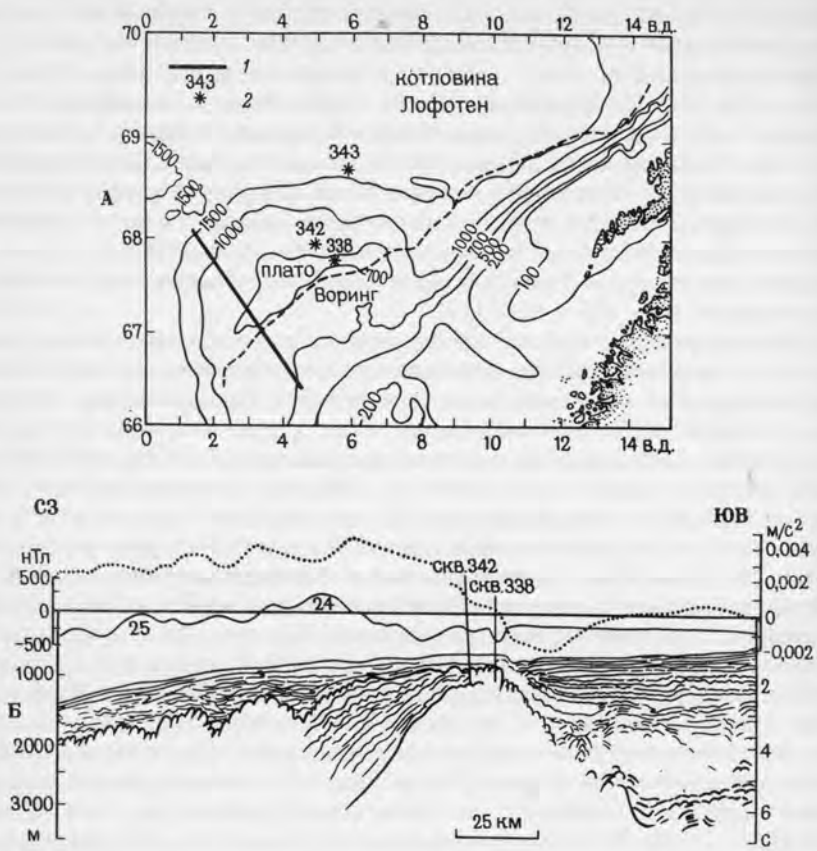 70
2
4
6
8
10
12
14 В.Д.
1
343
2
котловина
Лофотен
69
1500
343
1500
А
1500
1000
342
68
338
плато
700
Воринг
1000
700
500
200
100
67
200
66
0
2
4
6
8
10
12
14 В.Д.
СЗ
ЮВ
нТл
м/с²
0,004
СКВ.342
500
0,002
СКВ.338
0
24
0
25
−500
−0,002
1000
2
Б
2000
4
3000
25 км
6
м
с